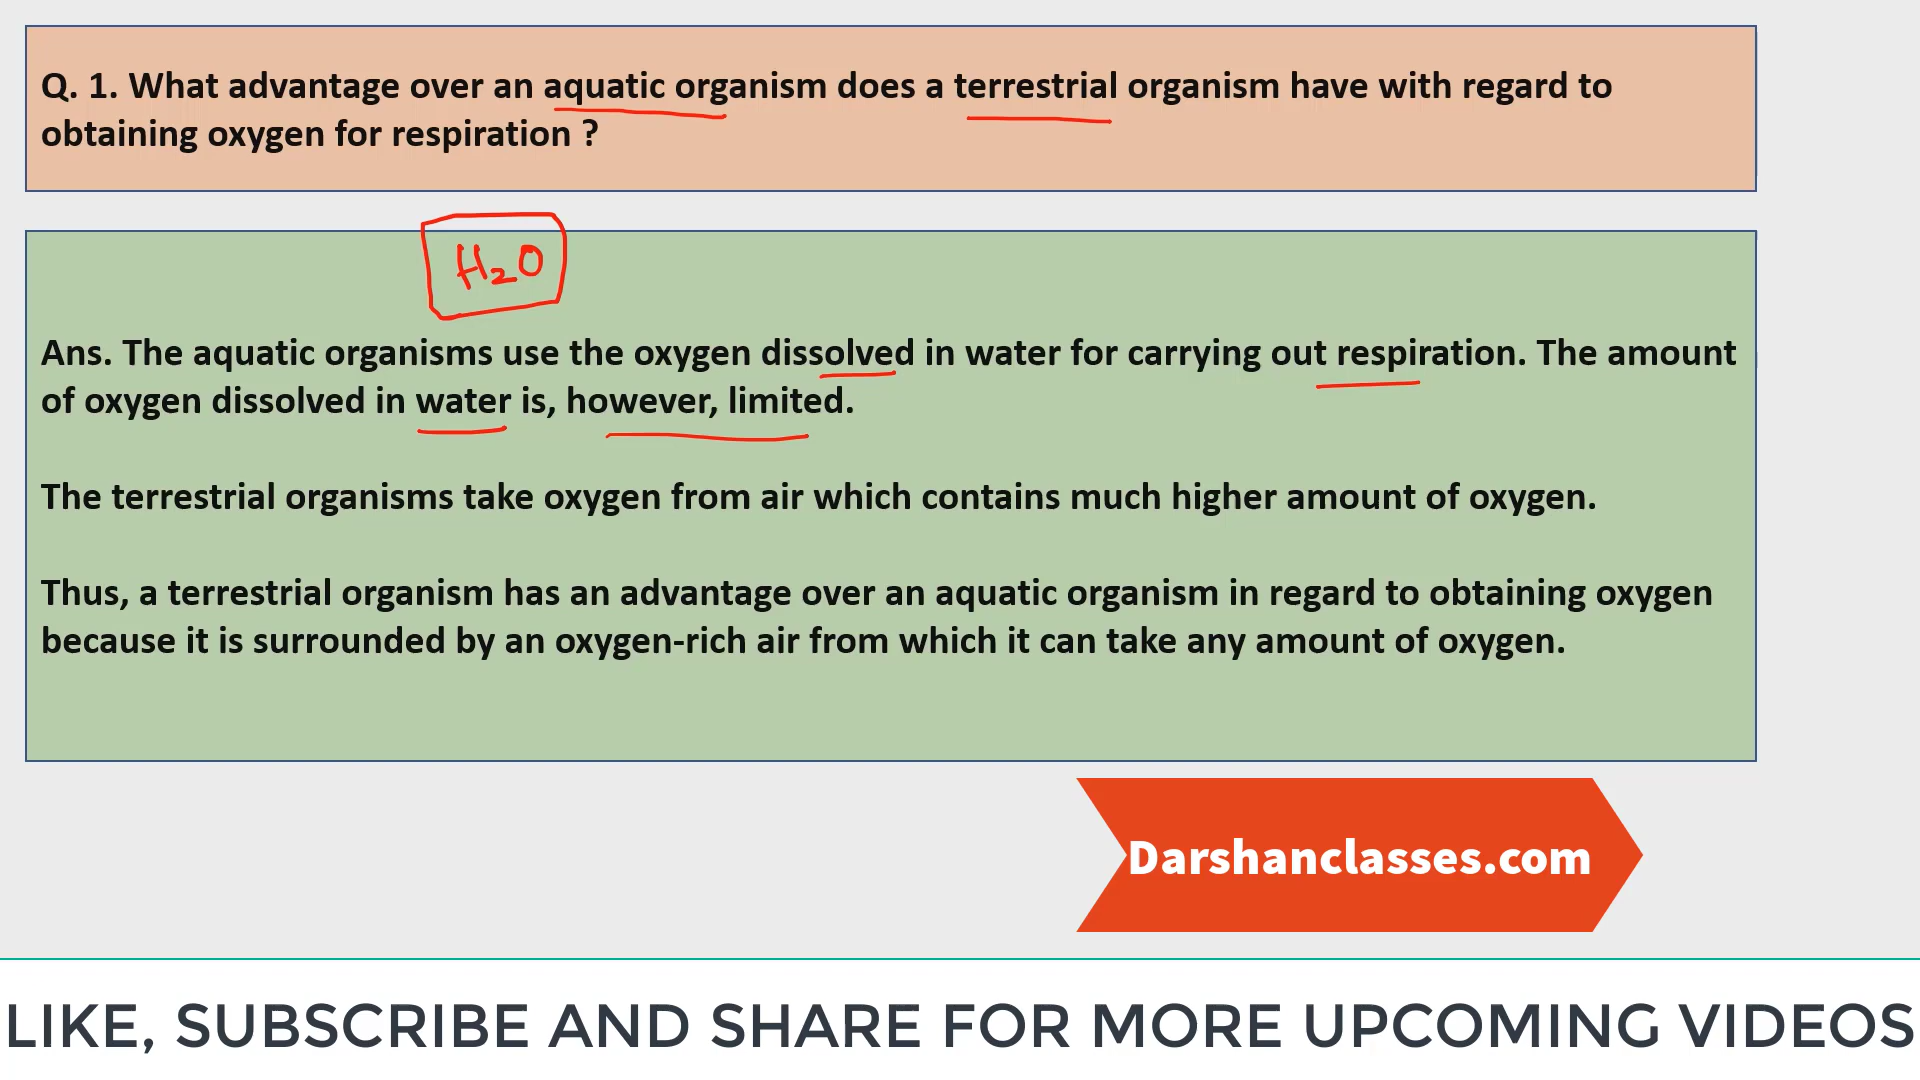 Q. 1. What advantage over an aquatic organism does a terrestrial organism have with regard to
obtaining oxygen for respiration ?
H₂O
Ans. The aquatic organisms use the oxygen dissolved in water for carrying out respiration. The amount
of oxygen dissolved in water is, however, limited.
The terrestrial organisms take oxygen from air which contains much higher amount of oxygen.
Thus, a terrestrial organism has an advantage over an aquatic organism in regard to obtaining oxygen
because it is surrounded by an oxygen-rich air from which it can take any amount of oxygen.
Darshanclasses.com
LIKE, SUBSCRIBE AND SHARE FOR MORE UPCOMING VIDEOS